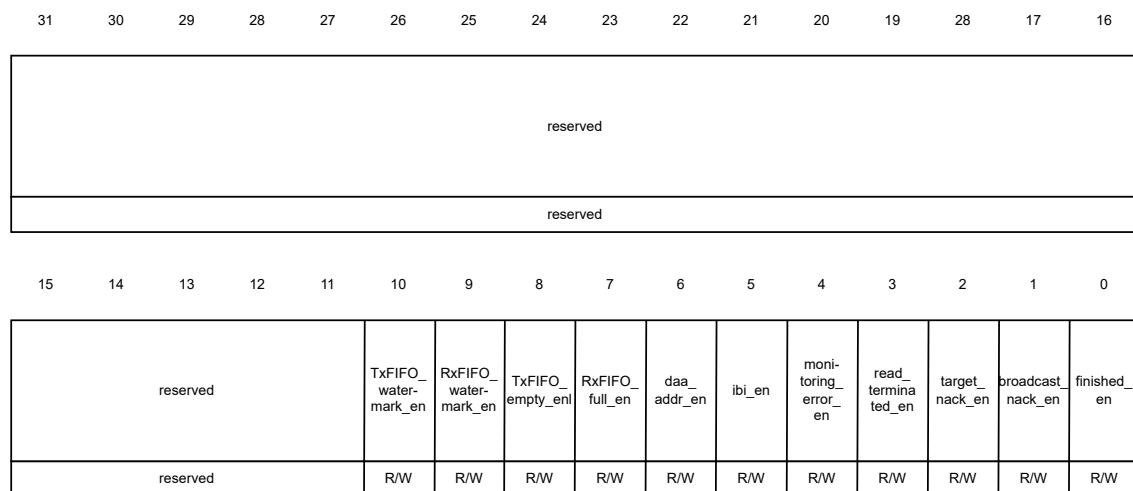 31 30 29 28 27 26 25 24 23 22 21 20 19 28 17 16
reserved
reserved
15 14 13 12 11 10 9 8 7 6 5 4 3 2 1 0
reserved
TxFIFO_
water-
mark_en
RxFIFO_
water-
mark_en
TxFIFO_
empty_enl
RxFIFO_
full_en
daa_
addr_en
ibi_en
moni-
toring_
error_
en
read_
termina
ted_en
target_
nack_en
broadcast_
nack_en
finished_
en
reserved R/W R/W R/W R/W R/W R/W R/W R/W R/W R/W R/W